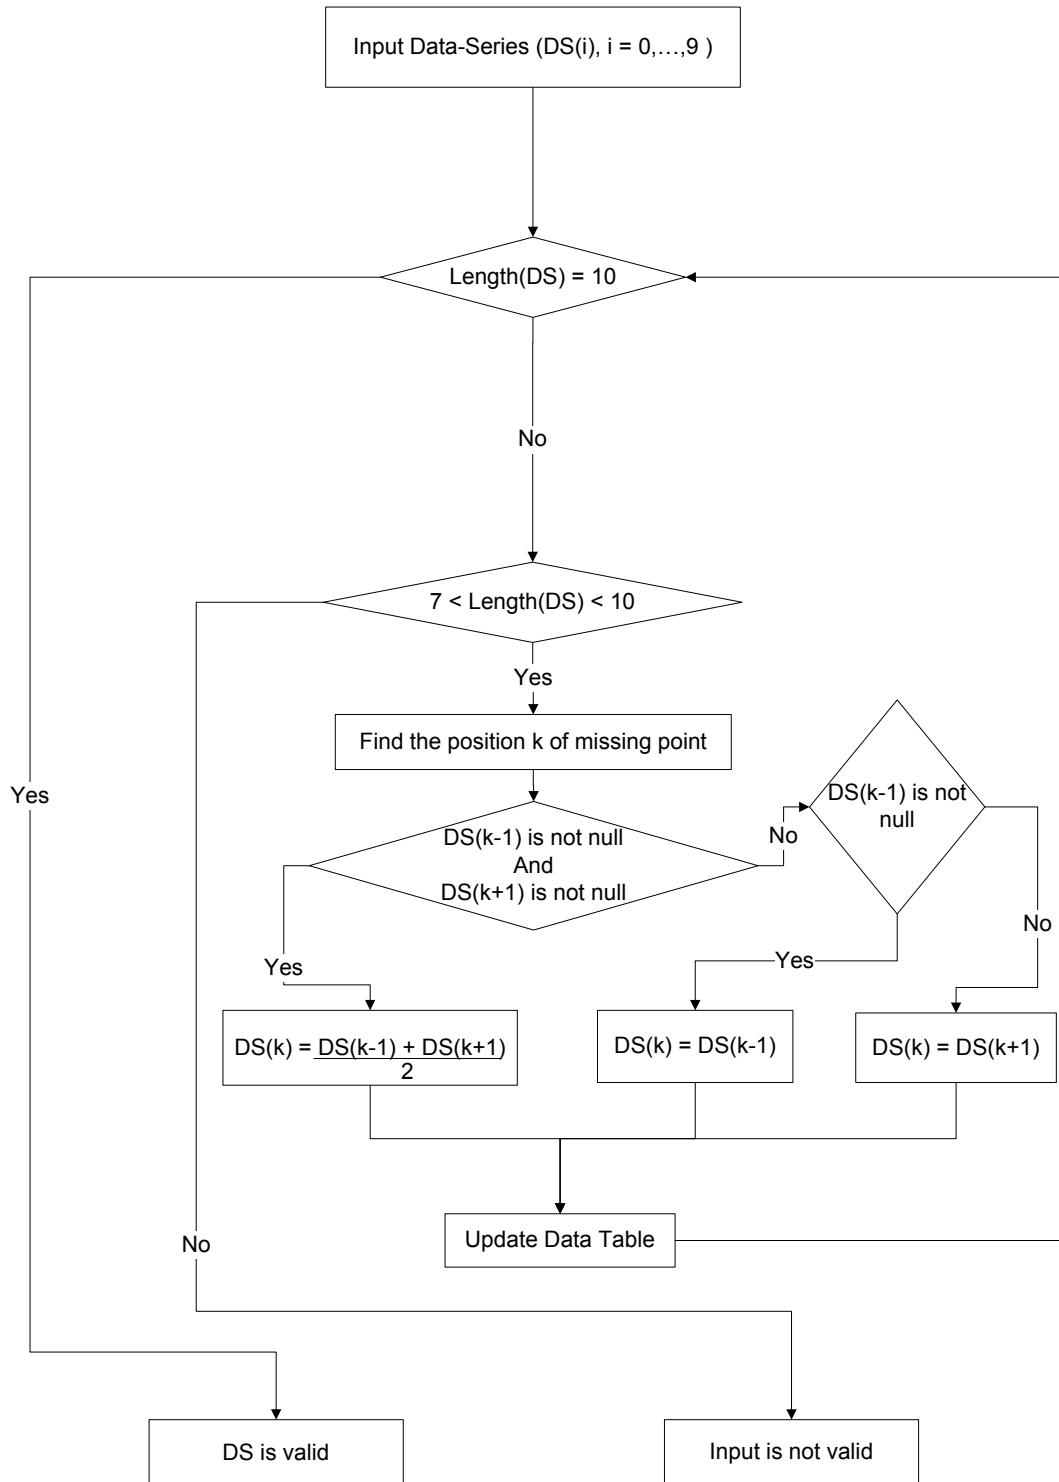 Input Data-Series (DS(i), i = 0,…,9 )
Length(DS) = 10
No
7 < Length(DS) < 10
Yes
Find the position k of missing point
Yes
DS(k-1) is not
null
DS(k-1) is not null
And
DS(k+1) is not null
No
No
Yes
Yes
DS(k) = DS(k-1) + DS(k+1)
2
DS(k) = DS(k-1)
DS(k) = DS(k+1)
Update Data Table
No
DS is valid
Input is not valid